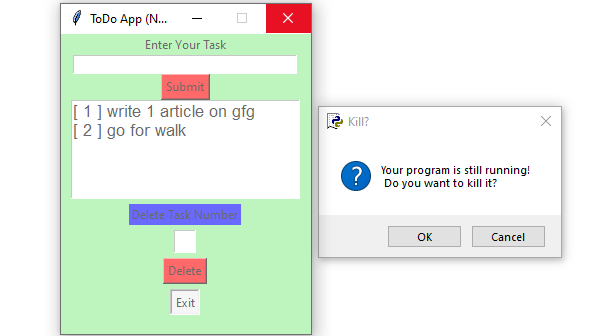 ToDo App (N...
Enter Your Task
Submit
[ 1 ] write 1 article on gfg
[ 2 ] go for walk
Delete Task Number
Delete
Exit
Kill?
Your program is still running!
Do you want to kill it?
OK
Cancel